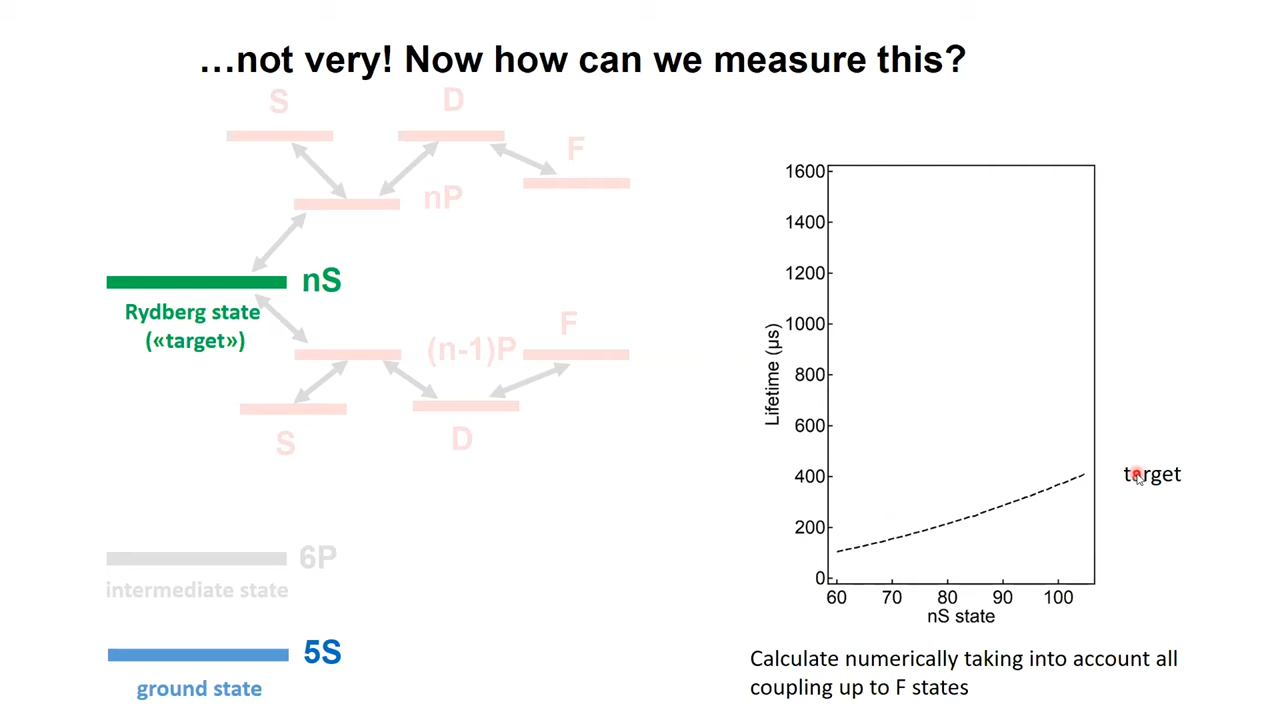 …not very! Now how can we measure this?
S
D
F
nP
nS
Rydberg state
(«target»)
(n-1)P
F
S
D
6P
intermediate state
5S
ground state
1600
1400
1200
1000
800
600
400
200
0
Lifetime (µs)
60 70 80 90 100
nS state
target
Calculate numerically taking into account all
coupling up to F states